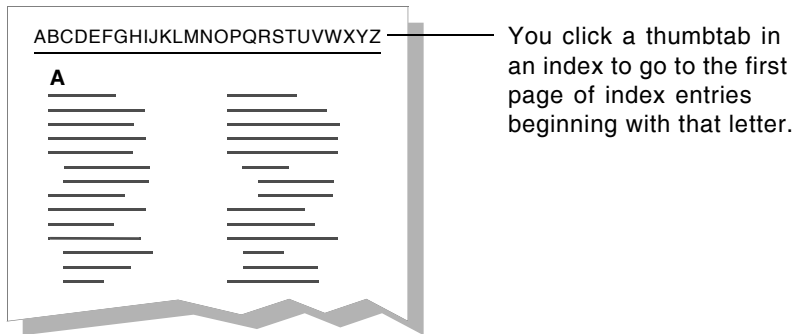 ABCDEFGHIJKLMNOPQRSTUVWXYZ
A
You click a thumbtab in
an index to go to the first
page of index entries
beginning with that letter.